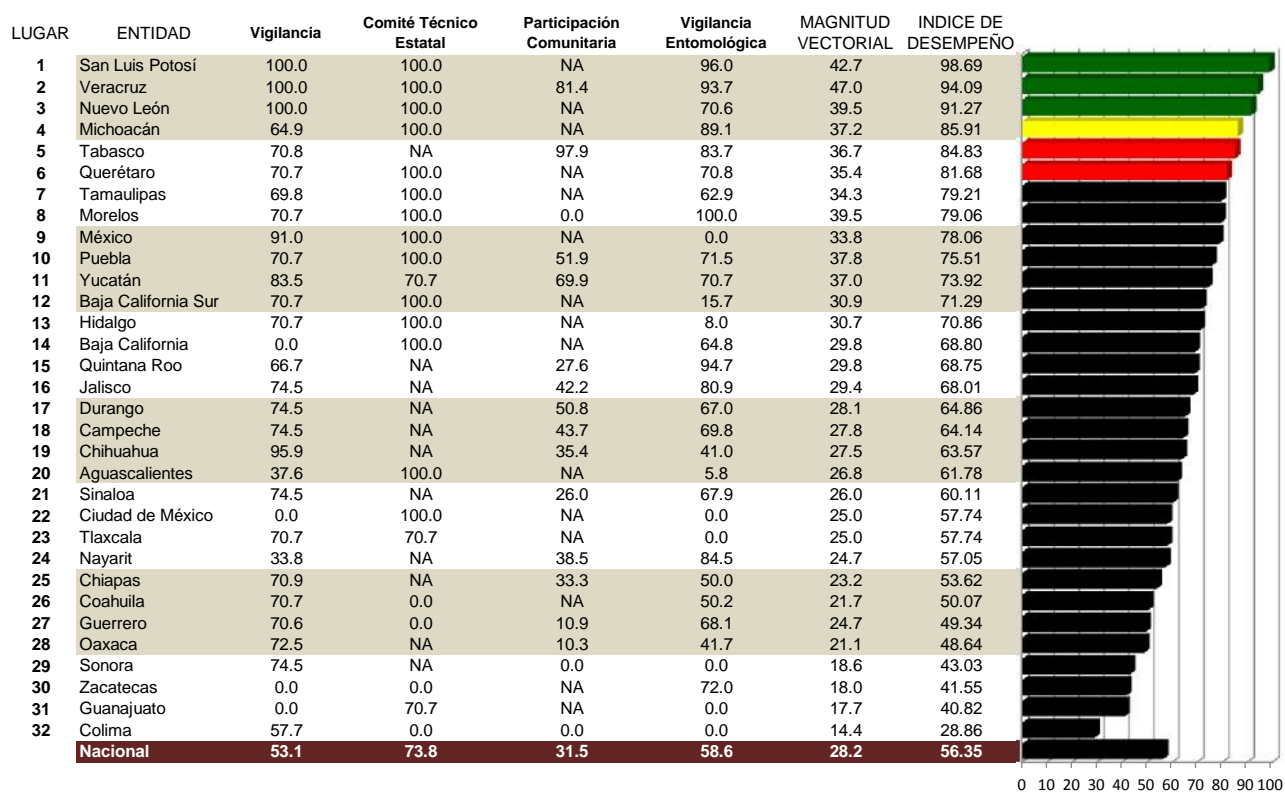 LUGAR ENTIDAD Vigilancia Comité Técnico Estatal Participación Comunitaria Vigilancia Entomológica MAGNITUD VECTORIAL INDICE DE DESEMPEÑO
1 San Luis Potosí 100.0 100.0 NA 96.0 42.7 98.69
2 Veracruz 100.0 100.0 81.4 93.7 47.0 94.09
3 Nuevo León 100.0 100.0 NA 70.6 39.5 91.27
4 Michoacán 64.9 100.0 NA 89.1 37.2 85.91
5 Tabasco 70.8 NA 97.9 83.7 36.7 84.83
6 Querétaro 70.7 100.0 NA 70.8 35.4 81.68
7 Tamaulipas 69.8 100.0 NA 62.9 34.3 79.21
8 Morelos 70.7 100.0 0.0 100.0 39.5 79.06
9 México 91.0 100.0 NA 0.0 33.8 78.06
10 Puebla 70.7 100.0 51.9 71.5 37.8 75.51
11 Yucatán 83.5 70.7 69.9 70.7 37.0 73.92
12 Baja California Sur 70.7 100.0 NA 15.7 30.9 71.29
13 Hidalgo 70.7 100.0 NA 8.0 30.7 70.86
14 Baja California 0.0 100.0 NA 64.8 29.8 68.80
15 Quintana Roo 66.7 NA 27.6 94.7 29.8 68.75
16 Jalisco 74.5 NA 42.2 80.9 29.4 68.01
17 Durango 74.5 NA 50.8 67.0 28.1 64.86
18 Campeche 74.5 NA 43.7 69.8 27.8 64.14
19 Chihuahua 95.9 NA 35.4 41.0 27.5 63.57
20 Aguascalientes 37.6 100.0 NA 5.8 26.8 61.78
21 Sinaloa 74.5 NA 26.0 67.9 26.0 60.11
22 Ciudad de México 0.0 100.0 NA 0.0 25.0 57.74
23 Tlaxcala 70.7 70.7 NA 0.0 25.0 57.74
24 Nayarit 33.8 NA 38.5 84.5 24.7 57.05
25 Chiapas 70.9 NA 33.3 50.0 23.2 53.62
26 Coahuila 70.7 0.0 NA 50.2 21.7 50.07
27 Guerrero 70.6 0.0 10.9 68.1 24.7 49.34
28 Oaxaca 72.5 NA 10.3 41.7 21.1 48.64
29 Sonora 74.5 NA 0.0 0.0 18.6 43.03
30 Zacatecas 0.0 0.0 NA 72.0 18.0 41.55
31 Guanajuato 0.0 70.7 NA 0.0 17.7 40.82
32 Colima 57.7 0.0 0.0 0.0 14.4 28.86
Nacional 53.1 73.8 31.5 58.6 28.2 56.35
0 10 20 30 40 50 60 70 80 90 100